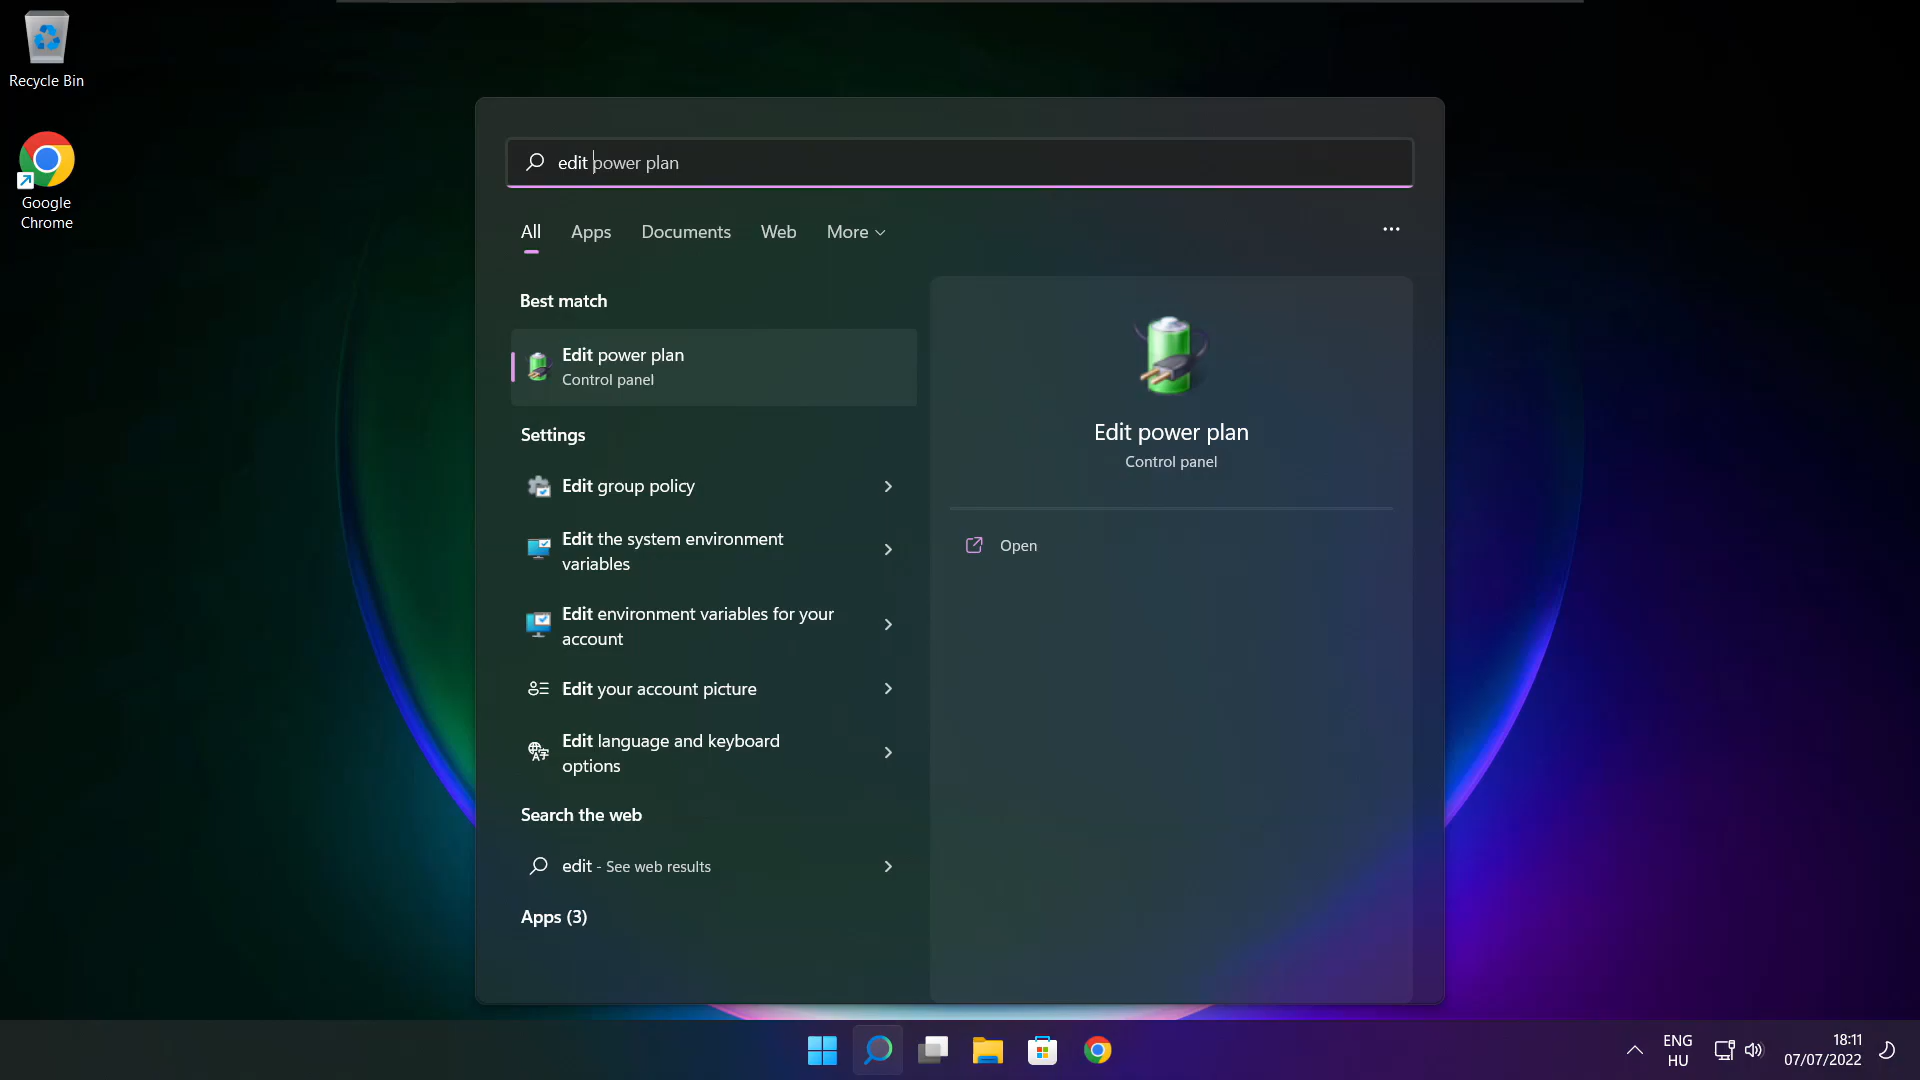 Recycle Bin
Google
Chrome
edit power plan
All Apps Documents Web More
Best match
Edit power plan
Control panel
Settings
Edit group policy
Edit the system environment
variables
Edit environment variables for your
account
Edit your account picture
Edit language and keyboard
options
Search the web
edit - See web results
Apps (3)
Edit power plan
Control panel
Open
ENG
HU
18:11
07/07/2022